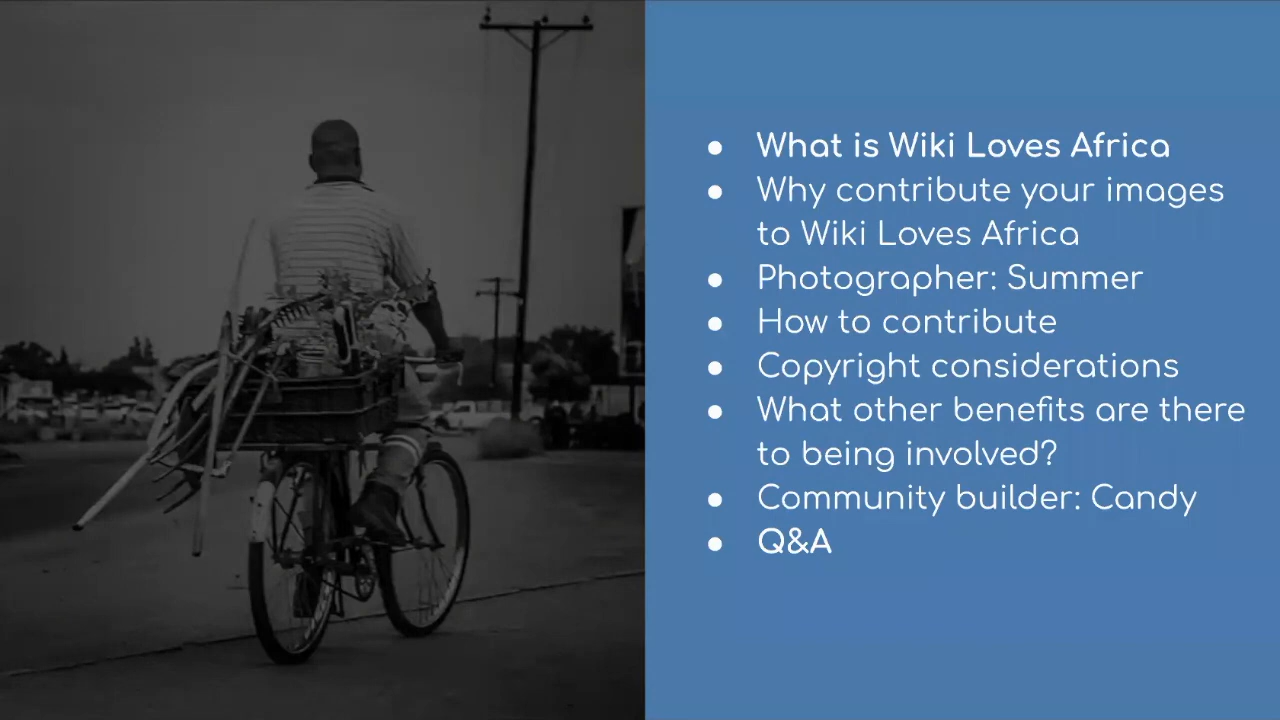 ● What is Wiki Loves Africa
● Why contribute your images
to Wiki Loves Africa
● Photographer: Summer
● How to contribute
● Copyright considerations
● What other benefits are there
to being involved?
● Community builder: Candy
● Q&A